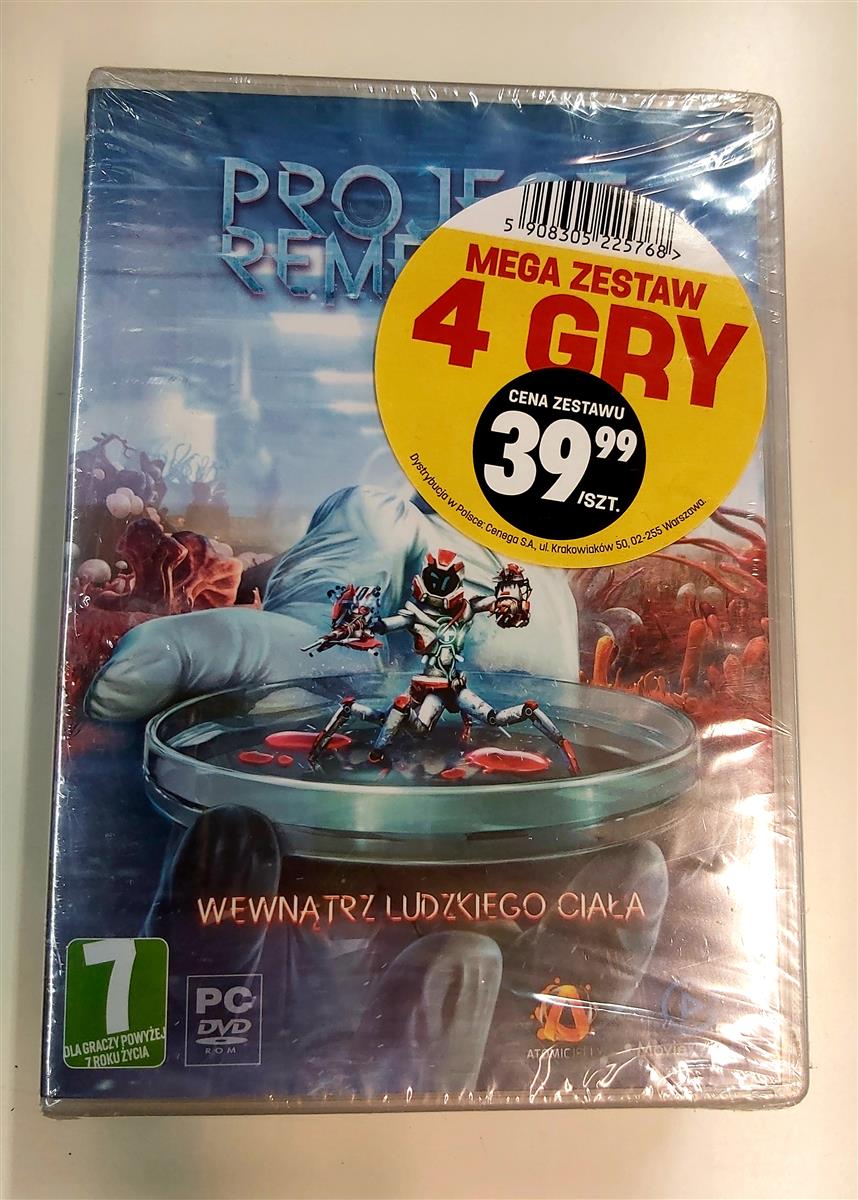 PROJECT
REME
5 908305 225768 >
MEGA ZESTAW
4 GRY
CENA ZESTAWU
39 99
/SZT.
Dystrybucja w Polsce: Cenega S.A., ul. Krakowiaków 50, 02-255 Warszawa.
WEWNĄTRZ LUDZKIEGO CIAŁA
7
DLA GRACZY POWYŻEJ
7 ROKU ŻYCIA
PC
DVD
ROM